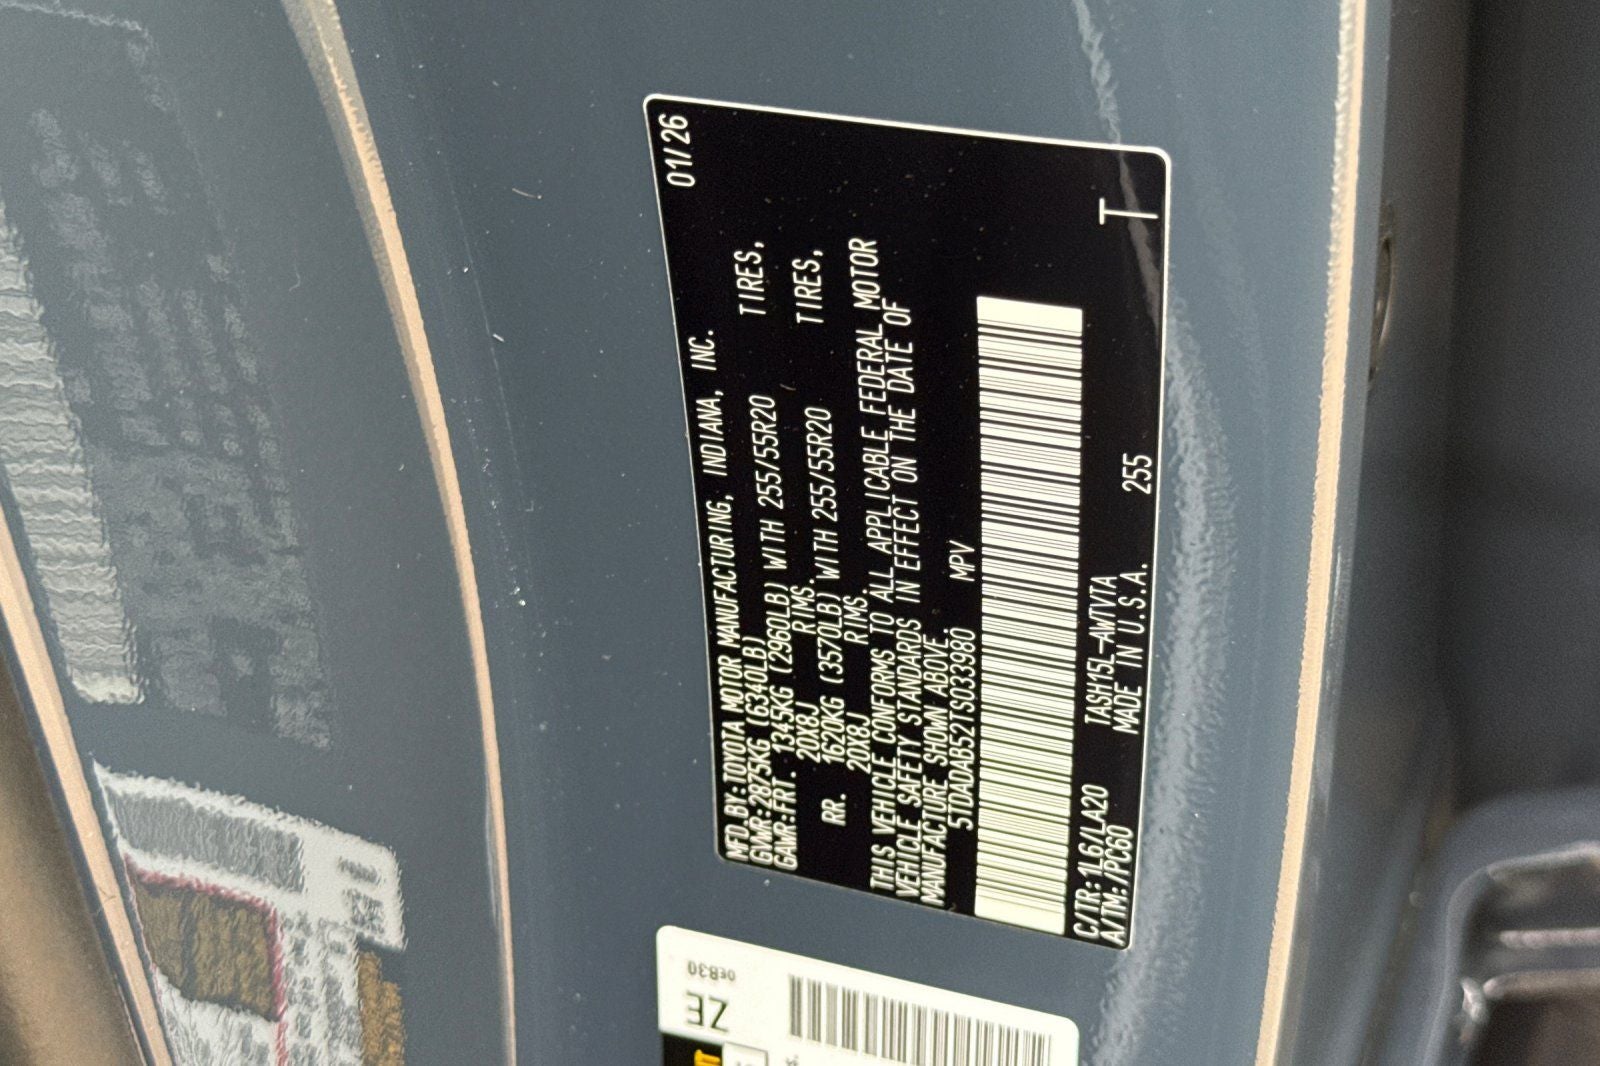 01/26
MFD.BY:TOYOTA MOTOR MANUFACTURING, INDIANA, INC.
GVWR:2875KG (6340LB)
GAWR:FRT. 1345KG (2960LB) WITH 255/55R20 TIRES,
20X8J RIMS.
RR. 1620KG (3570LB) WITH 255/55R20 TIRES,
20X8J RIMS.
THIS VEHICLE CONFORMS TO ALL APPLICABLE FEDERAL MOTOR
VEHICLE SAFETY STANDARDS IN EFFECT ON THE DATE OF
MANUFACTURE SHOWN ABOVE.
5TDADAB52TS033980 MPV
C/TR:1L6/LA20 TASH15L-AWTVTA 255 T
A/TM:/PC60 MADE IN U.S.A.
0EB30
ZE